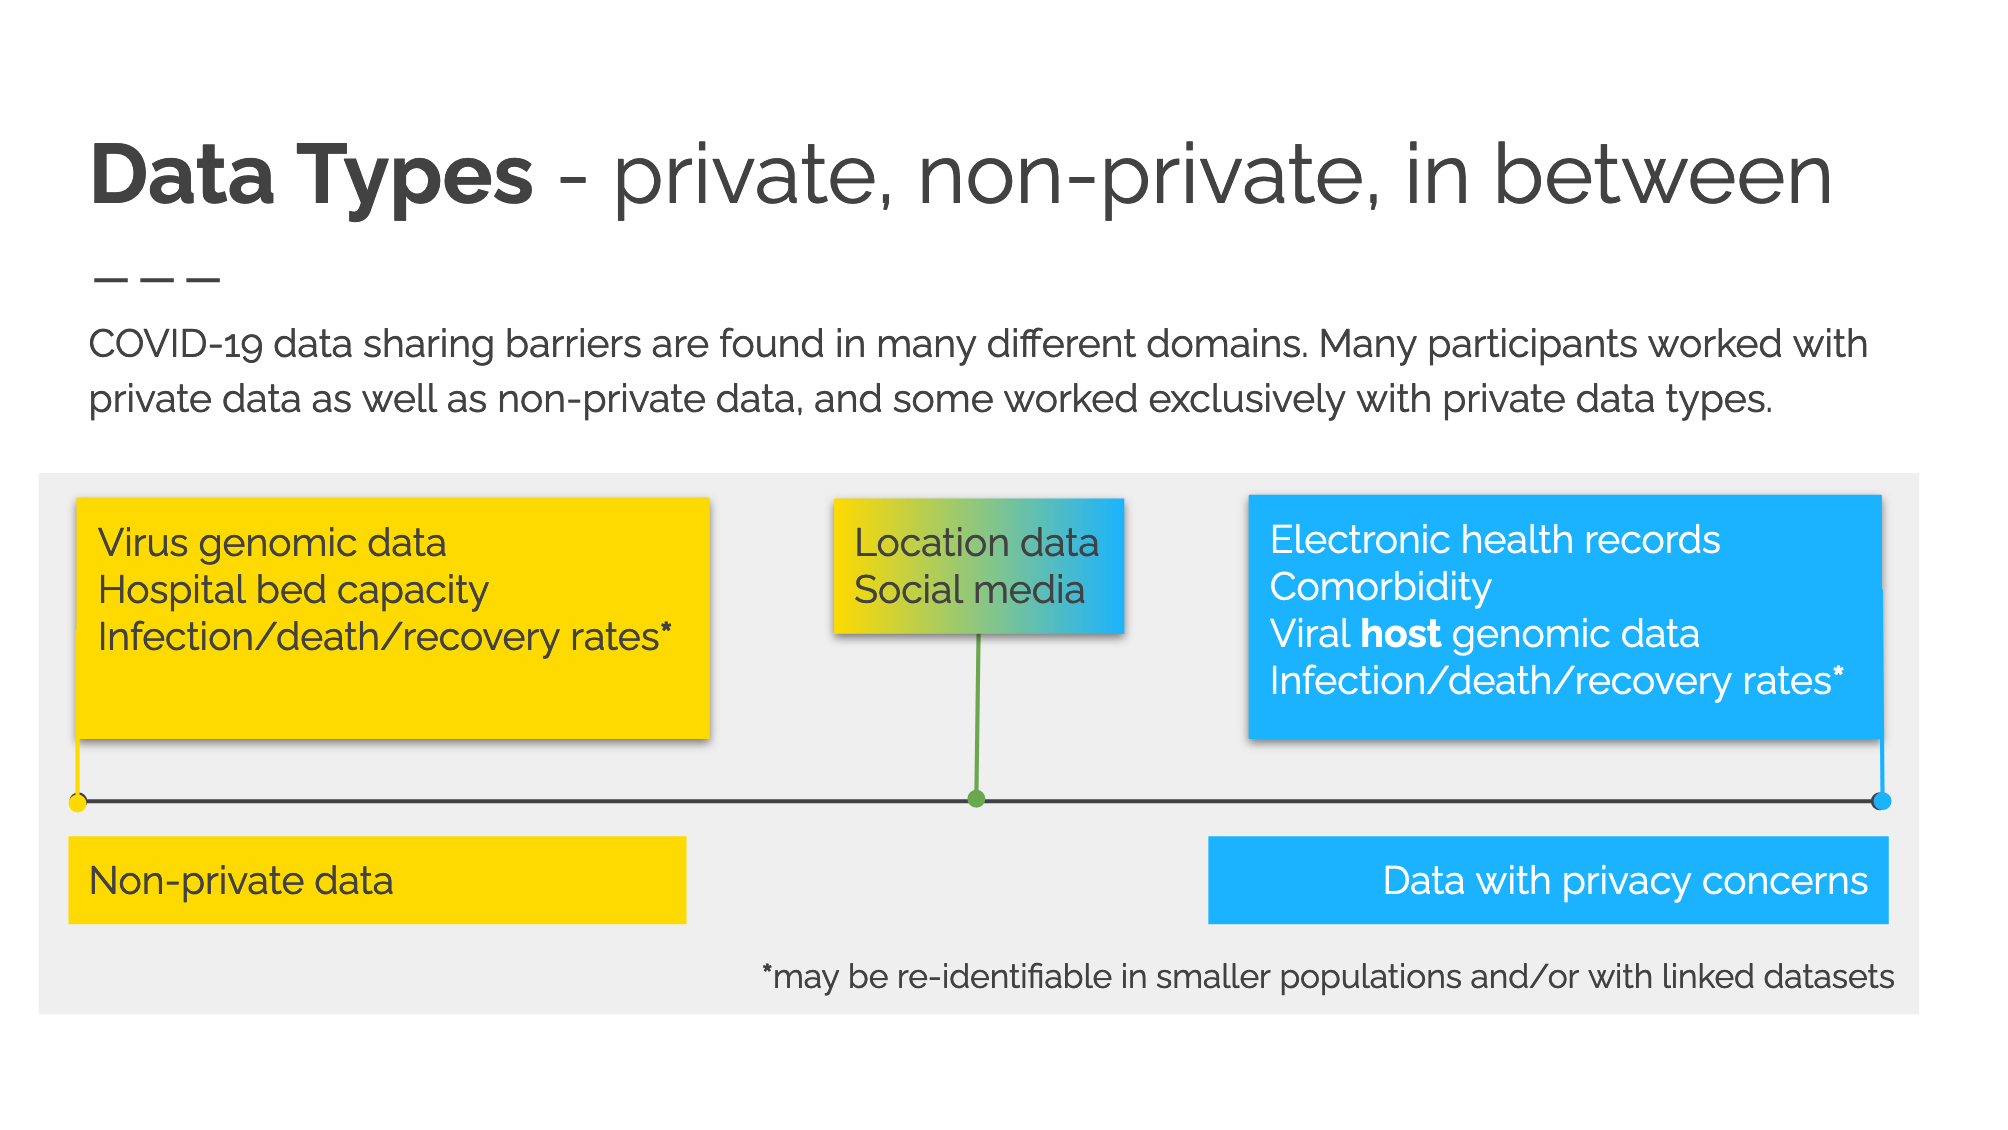 Data Types - private, non-private, in between
COVID-19 data sharing barriers are found in many different domains. Many participants worked with
private data as well as non-private data, and some worked exclusively with private data types.
Virus genomic data
Hospital bed capacity
Infection/death/recovery rates*
Location data
Social media
Electronic health records
Comorbidity
Viral host genomic data
Infection/death/recovery rates*
Non-private data
Data with privacy concerns
*may be re-identifiable in smaller populations and/or with linked datasets